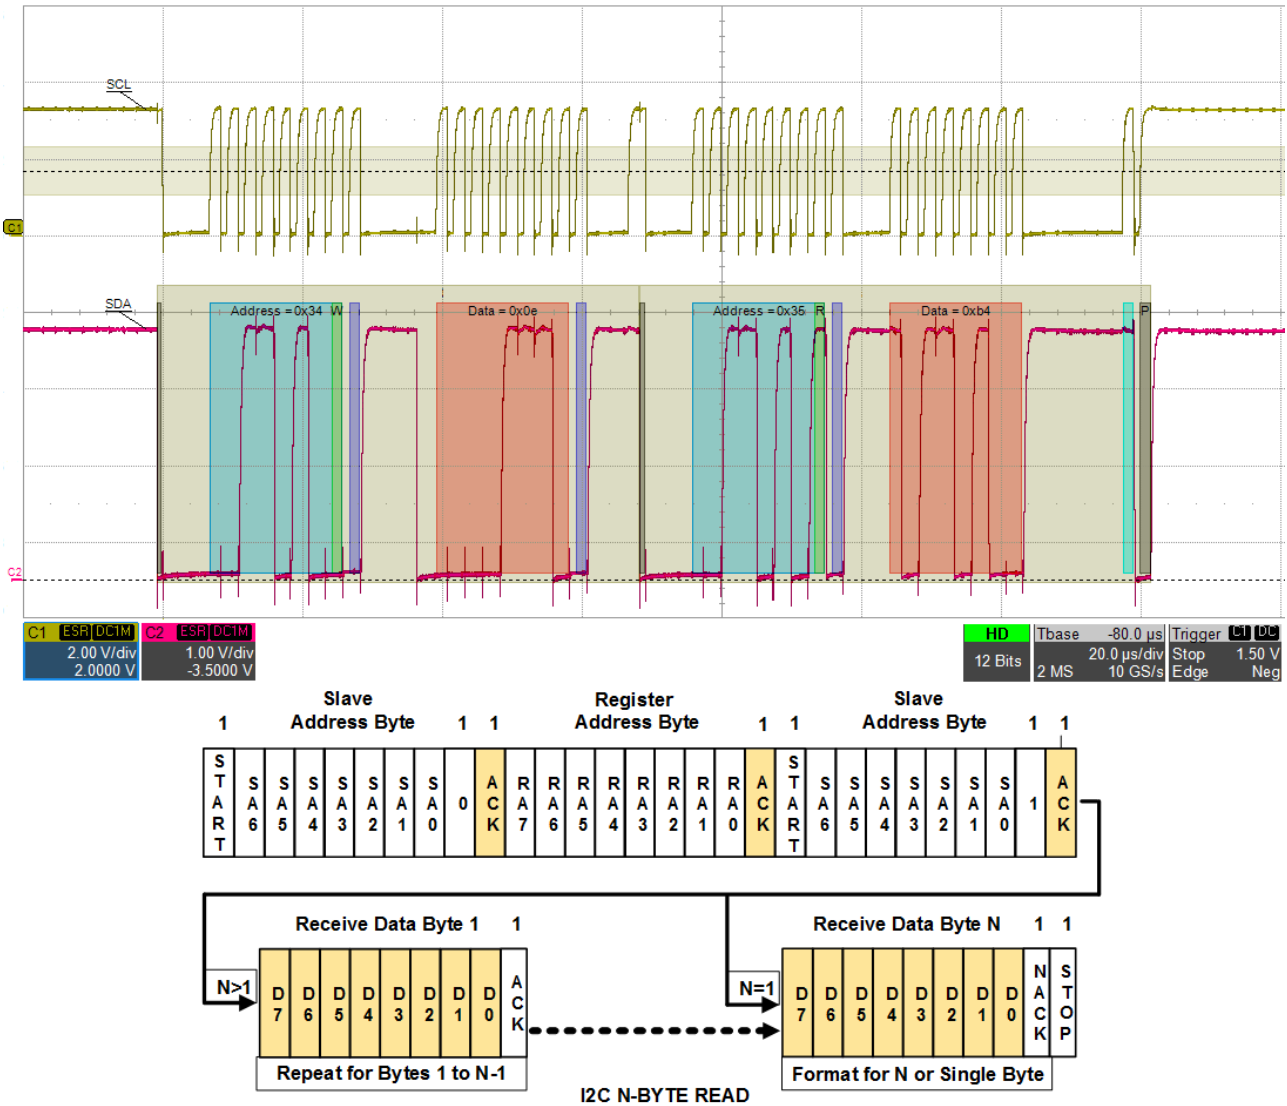 SCL
C1
SDA
Address = 0x34 W
Data = 0x0e
Address = 0x35 R
Data = 0xb4
P
C2
C1 ESR DC1M
2.00 V/div
2.0000 V
C2 ESR DC1M
1.00 V/div
-3.5000 V
HD
12 Bits
Tbase -80.0 µs
20.0 µs/div
2 MS 10 GS/s
Trigger C1 DC
Stop 1.50 V
Edge Neg
Slave Register Slave
1 Address Byte 1 1 Address Byte 1 1 Address Byte 1 1
START SA6 SA5 SA4 SA3 SA2 SA1 SA0 0 ACK RA7 RA6 RA5 RA4 RA3 RA2 RA1 RA0 ACK START SA6 SA5 SA4 SA3 SA2 SA1 SA0 1 ACK
Receive Data Byte 1 1
Receive Data Byte N 1 1
N>1 D7 D6 D5 D4 D3 D2 D1 D0 ACK
N=1 D7 D6 D5 D4 D3 D2 D1 D0 NACK STOP
Repeat for Bytes 1 to N-1
Format for N or Single Byte
I2C N-BYTE READ